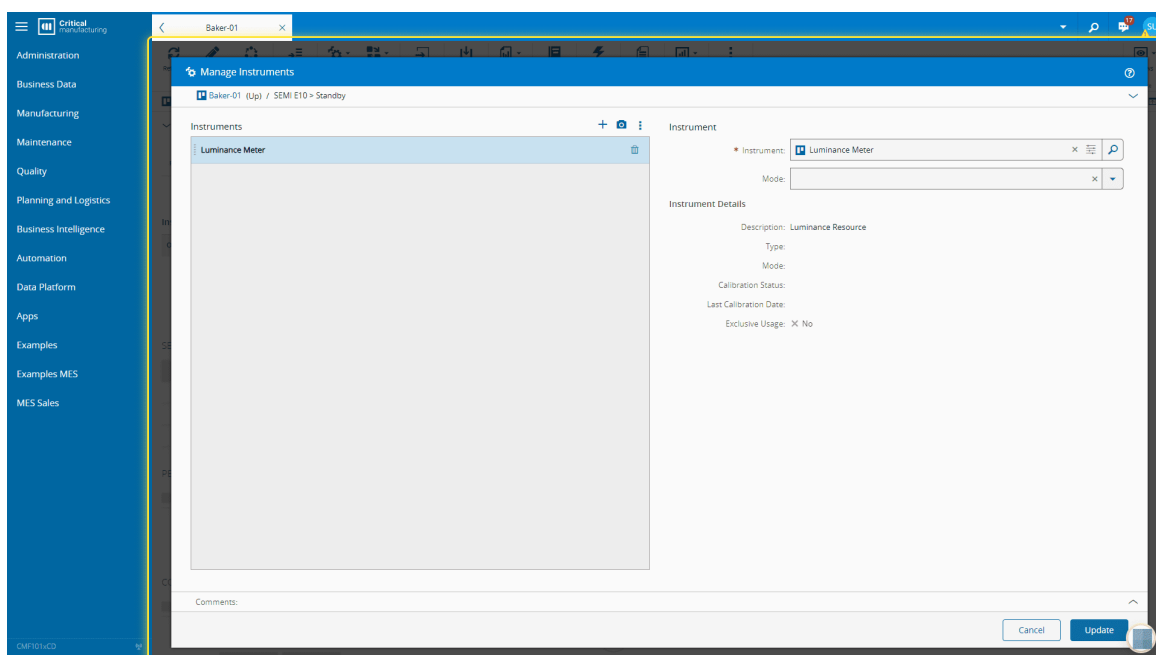 Critical
manufacturing
Baker-01
17
SU
Administration
Business Data
Manufacturing
Maintenance
Quality
Planning and Logistics
Business Intelligence
Automation
Data Platform
Apps
Examples
Examples MES
MES Sales
CMF101xCD
Manage Instruments
Baker-01 (Up) / SEMI E10 > Standby
Instruments
Luminance Meter
Instrument
* Instrument: Luminance Meter
Mode:
Instrument Details
Description: Luminance Resource
Type:
Mode:
Calibration Status:
Last Calibration Date:
Exclusive Usage: No
Comments:
Cancel
Update